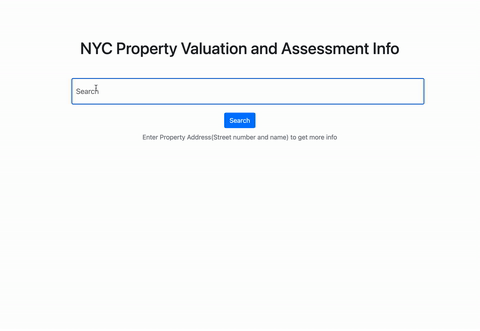 NYC Property Valuation and Assessment Info
Search
Search
Enter Property Address(Street number and name) to get more info